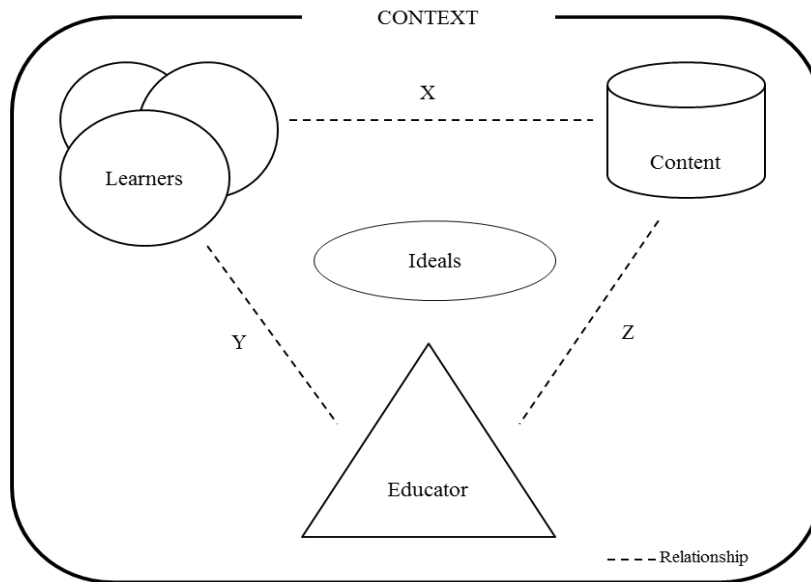 CONTEXT
X
Content
Learners
Ideals
Y
Z
Educator
Relationship